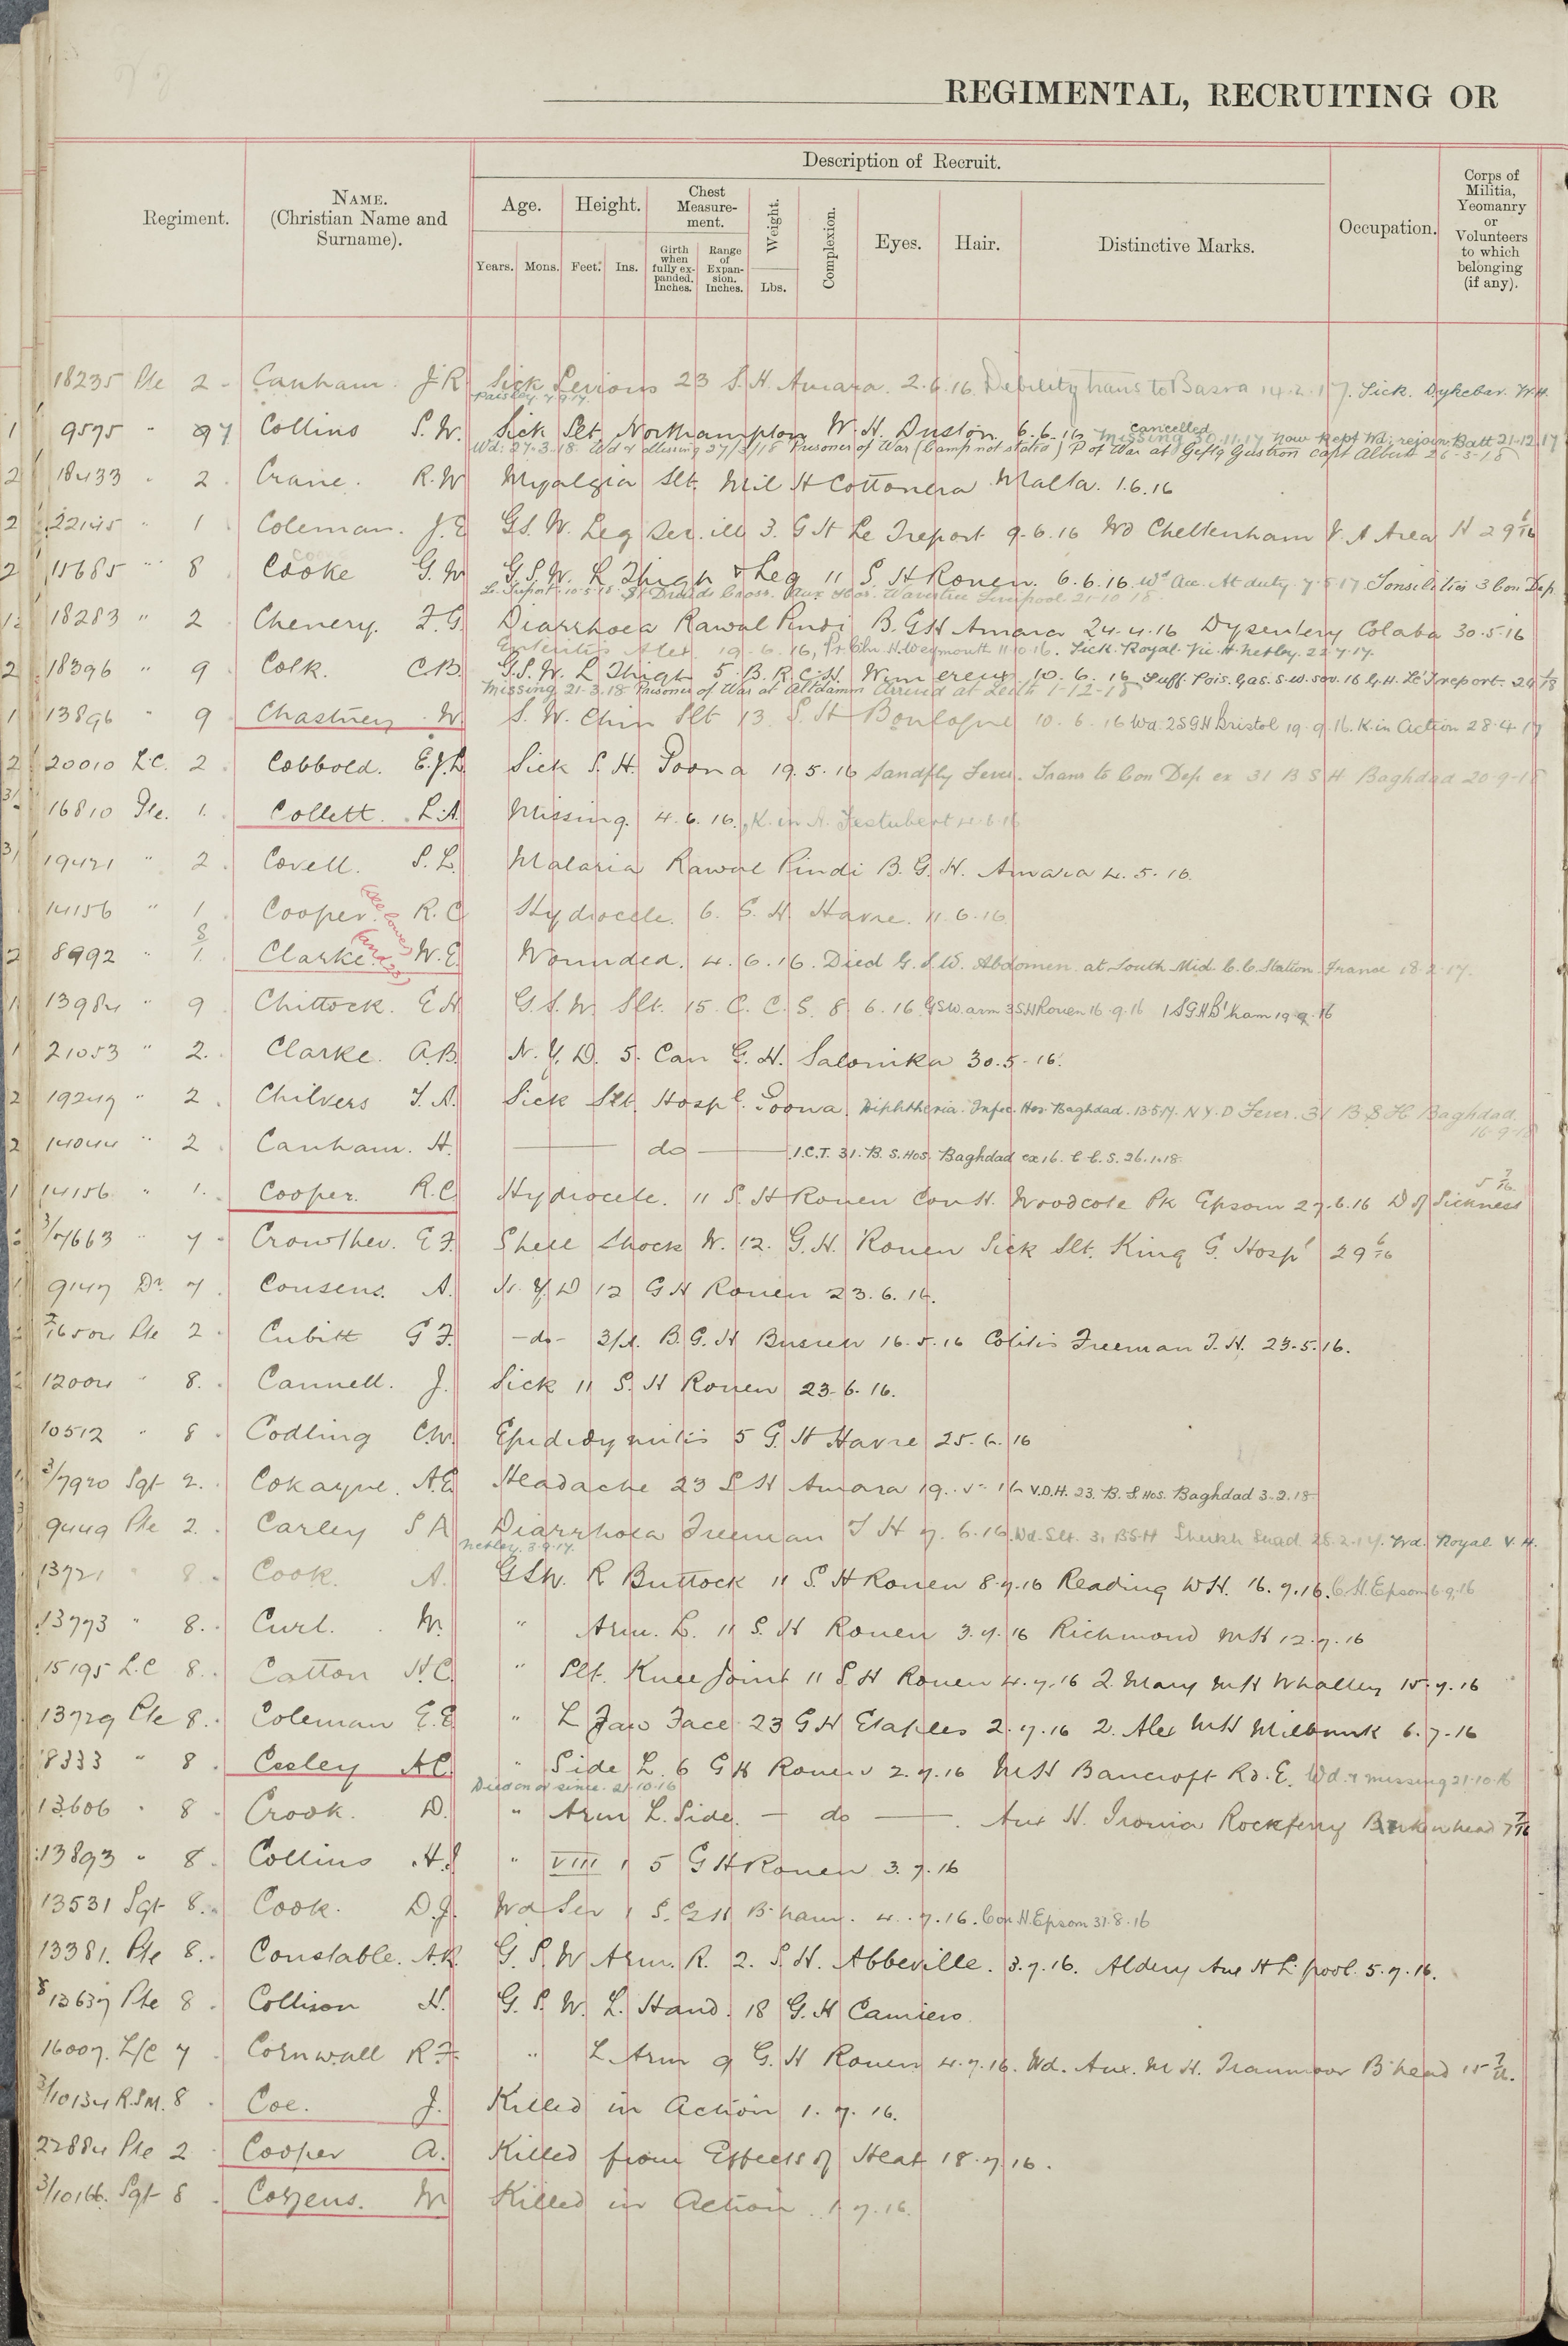 REGIMENTAL, RECRUITING OR
Description of Recruit.
Regiment.
NAME.
(Christian Name and
Surname).
Age.
Height.
Chest
Measure-
ment.
Weight.
Complexion.
Eyes.
Hair.
Distinctive Marks.
Occupation.
Corps of
Militia,
Yeomanry
or
Volunteers
to which
belonging
(if any).
Years.
Mons.
Feet.
Ins.
Girth
when
fully ex-
panded.
Inches.
Range
of
Expan-
sion.
Inches.
Lbs.
18235 Pte 2 Canham. J R Sick Serious 23 S. H. Amara. 2.6.16 Debility trans to Basra 14.2.17. Sick. Dykebar. W.H.
Paisley. 7.9.17.
1 9575 " 97 Collins S. W. Sick Slt. Northampton W. H. Duston 6-6-16 Missing 30.11.17 now rept Wd. rejoin. Batt 21-12-17
cancelled
Wd: 27-3-18. Wd & Missing 27/3/18 Prisoner of War (Camp not stated) P of War at capt Albert 26-3-18
2 18433 " 2. Crane. R. W Myalgia Slt. Mil H Cottonera Malta. 1.6.16
2 22145 " 1 Coleman. J. E G.S. W. Leg Ser. ill 3. G H Le Treport 9.6.16 Wd Cheltenham V. A Area H 29 6/16
2 15685 " 8 Cooke G. W G. S. W. L Thigh & Leg 11 S. H Rouen. 6.6.16. Wd Acc. At duty. 7.5.17 Tonsilitis 3 Con Dep.
Le Treport. 10.5.18. Aux Hos. Wavertree Liverpool. 21-10-18.
18283 " 2 Chenery. F. G. Diarrhoea Rawal Pindi B. G H Amara 24.4.16 Dysentery Colaba 30.5.16
Enteritis 19.6.16, H. Weymouth 11.10.16. Sick. Royal. Vic. H. Netley. 22.7.17.
2 18396 " 9 Colk. C. B. G.S. W. L Thigh 5. B. R. C. H. Wimereux 10.6.16 Suff. Pois. Gas. S.W. sev. 16 G.H. Le Treport.
Missing 21-3-18 Prisoner of War at Altdamm Arrived at Leith 1-12-18
1 13896 " 9 Chastney W. S. W. Chin Slt 13. S. H Boulogne 10.6.16 Wd. 2SGH Bristol 19.9.16. K. in Action 28.4.17
2 20010 L.C. 2 Cobbold. E. J. L. Sick S. H. Poona 19.5.16 Sandfly Fever. Trans to Con Dep ex 31 B S H Baghdad 20-9-18
16810 Pte. 1. Collett. L. A. Missing. 4.6.16. K. in A. Festubert 4.6.16
19421 " 2 Covell. S. L. Malaria Rawal Pindi B. G. H. Amara 4.5.16.
14156 " 1 Cooper. R. C Hydrocele. 6. G. H. Havre. 11.6.16
(See lower)
2 8992 " 8 1. Clarke. W. E. Wounded. 4.6.16. Died G. S. W. Abdomen at South Mid. C. C. Station. France 18.2.17.
1 13984 " 9 Chittock. E. H G. S. W. Slt. 15. C. C. S. 8.6.16. GSW arm 3SH Rouen 16.9.16 1 SGH B'ham 19.9.16
1 21053 " 2. Clarke. A. B. N. Y. D. 5. Can G. H. Salonika 30.5.16.
2 19249 " 2 Chilvers T. A. Sick Slt. Hospl. Poona. Diphtheria. Infec. Hos. Baghdad. 13.5.17. N Y. D Fever. 31 B S H Baghdad.
16-9-18
2 14044 " 2 Canham. H. — do — I.C.T. 31. B. S. Hos. Baghdad ex 16. C. C. S. 26.1.18.
1 14156 " 1. Cooper. R. C Hydrocele. 11 S. H Rouen Con H. Woodcote Pk Epsom 27.6.16 D of Sickness 5 7/16.
3/7663 " 7 Crowther. E F. Shell Shock W. 12. G. H. Rouen Sick Slt. King G. Hospl 29 6/16
1 9147 Dr. 7. Cousens. A. N. Y. D 12 G H Rouen 23.6.16.
Pte 2 Cubitt G F. - do - 3/A. B. G. H Busreh 16.5.16 Colitis Freeman T. H. 23.5.16.
12004 " 8. Cannell. J. Sick 11 S. H Rouen 23.6.16.
10512 " 8 Codling C. W. Epididymitis 5 G. H Havre 25.6.16
3/7920 Sgt 2. Cokayne. A. E. Headache 23 S H Amara 19.5.16 V.D.H. 23. B. S. Hos. Baghdad 3.2.18
9449 Pte 2. Carley S A Diarrhoea Freeman T H 7.6.16. Wd. Slt. 31 BSH Sheikh Saad 25.2.17. Wd. Royal V. H.
Netley. 3.9.17.
13721 " 8 Cook. A. GSW. R Buttock 11 S. H Rouen 8.7.16 Reading WH. 16.7.16. C.H. Epsom 6.9.16
13773 " 8. Curl. W. " Arm. L. 11 S. H Rouen 3.7.16 Richmond M H 12.7.16
15195 L.C 8. Catton H. C. " Slt. Knee Joint 11 S H Rouen 4.7.16 Q. Mary M H Whalley 15.7.16
13729 Pte 8. Coleman E. E. " L Jaw Face 23 G H Etaples 2.7.16 Q. Alex M H Millbank 6.7.16
8333 " 8 Cooley A C. " Side L. 6 G H Rouen 2.7.16 M H Bancroft Rd. E. Wd. & missing 21.10.16
Died on or since. 21.10.16
13606 " 8 Crook. D. " Arm L. Side. — do —. Aux H. Ironia Rockferry Birkenhead 7 7/16
13893 " 8 Collins H. J " VIII 1 5 G H Rouen 3.7.16
13531 Sgt 8. Cook. D. J. Wd Sev 1 S. G H B'ham. 4.7.16. Con H. Epsom 31.8.16
13381. Pte 8. Constable. A. R. G. S. W Arm. R. 2. S. H. Abbeville. 3.7.16. Aldery Aux H L'pool. 5.7.16.
13637 Pte 8 Collison H. G. S. W. L. Hand. 18 G. H Camiers
16007. L/C 7 Cornwall R. F. " L Arm 9 G. H Rouen 4.7.16. Wd. Aux. M H. Tranmoor B'head 15 7/16.
3/10134 R.S.M. 8 Coe. J. Killed in Action 1.7.16.
22884 Pte 2 Cooper A. Killed from Effects of Heat 18.7.16.
3/10166. Sgt 8 Cozens. W Killed in Action. 1.7.16.